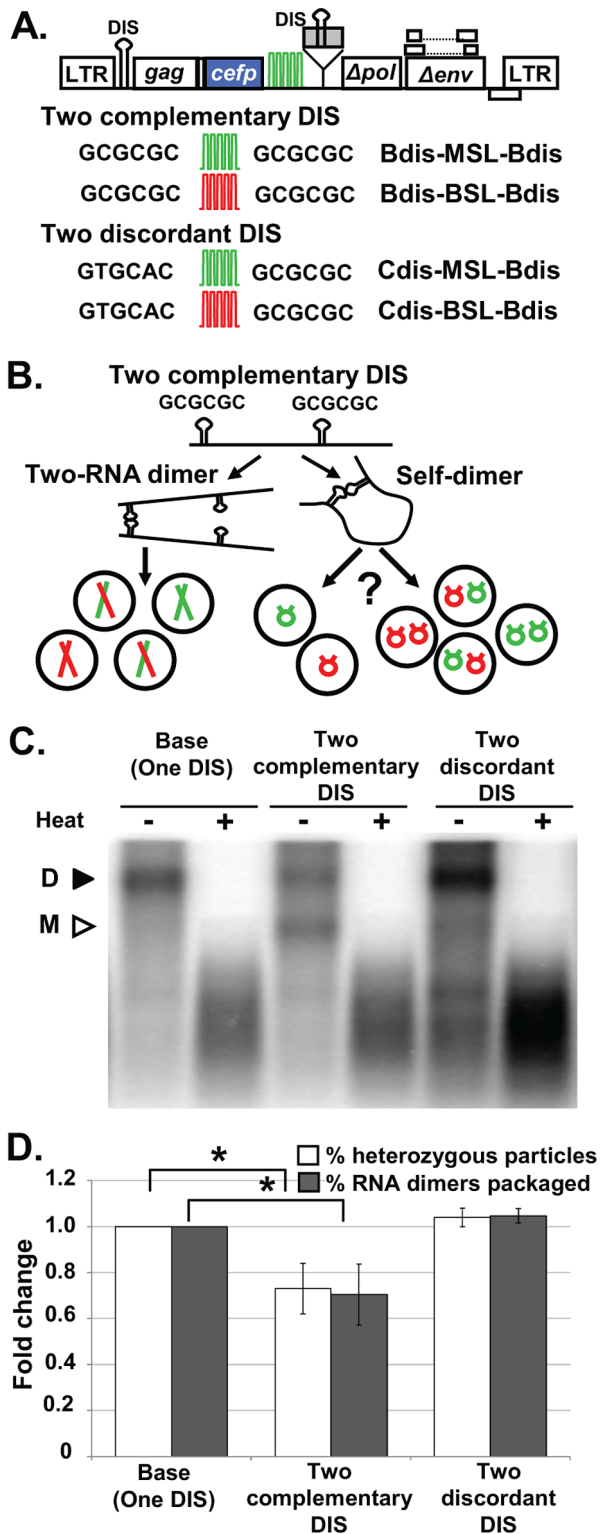 A.
DIS
DIS
LTR gag cefp Δpol Δenv LTR
Two complementary DIS
GCGCGC GCGCGC Bdis-MSL-Bdis
GCGCGC GCGCGC Bdis-BSL-Bdis
Two discordant DIS
GTGCAC GCGCGC Cdis-MSL-Bdis
GTGCAC GCGCGC Cdis-BSL-Bdis
B.
Two complementary DIS
GCGCGC GCGCGC
Two-RNA dimer
Self-dimer
?
C.
Base
(One DIS)
Two
complementary
DIS
Two
discordant
DIS
Heat - + - + - +
D
M
D.
* % heterozygous particles
* % RNA dimers packaged
Fold change
1.2
1.0
0.8
0.6
0.4
0.2
0
Base
(One DIS)
Two
complementary
DIS
Two
discordant
DIS